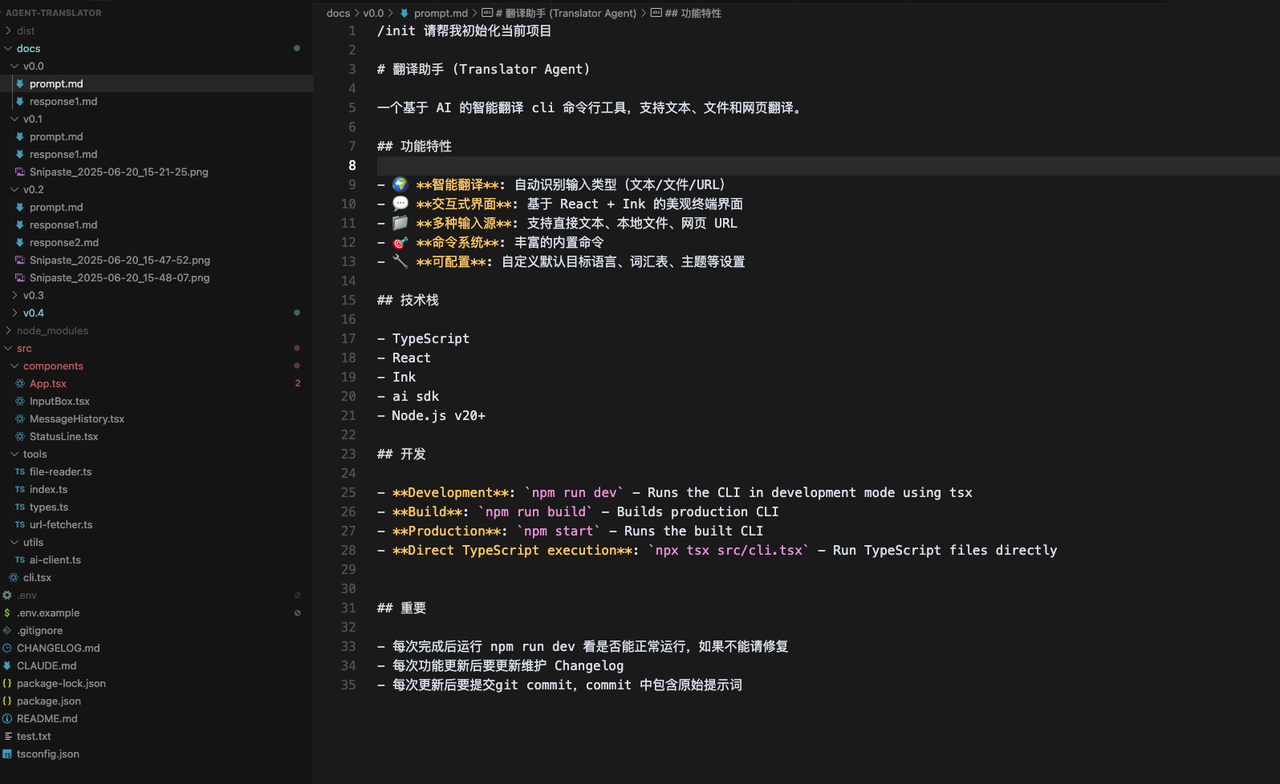 AGENT-TRANSLATOR
dist
docs
v0.0
prompt.md
response1.md
v0.1
prompt.md
response1.md
Snipaste_2025-06-20_15-21-25.png
v0.2
prompt.md
response1.md
response2.md
Snipaste_2025-06-20_15-47-52.png
Snipaste_2025-06-20_15-48-07.png
v0.3
v0.4
node_modules
src
components
App.tsx 2
InputBox.tsx
MessageHistory.tsx
StatusLine.tsx
tools
TS file-reader.ts
TS index.ts
TS types.ts
TS url-fetcher.ts
utils
TS ai-client.ts
cli.tsx
.env
$ .env.example
.gitignore
CHANGELOG.md
CLAUDE.md
{} package-lock.json
{} package.json
README.md
test.txt
TS tsconfig.json
docs > v0.0 > prompt.md > # 翻译助手 (Translator Agent) > ## 功能特性
1 /init 请帮我初始化当前项目
2
3 # 翻译助手 (Translator Agent)
4
5 一个基于 AI 的智能翻译 cli 命令行工具，支持文本、文件和网页翻译。
6
7 ## 功能特性
8
9 - 🌍 **智能翻译**: 自动识别输入类型 (文本/文件/URL)
10 - 💬 **交互式界面**: 基于 React + Ink 的美观终端界面
11 - 📁 **多种输入源**: 支持直接文本、本地文件、网页 URL
12 - 🎯 **命令系统**: 丰富的内置命令
13 - 🔧 **可配置**: 自定义默认目标语言、词汇表、主题等设置
14
15 ## 技术栈
16
17 - TypeScript
18 - React
19 - Ink
20 - ai sdk
21 - Node.js v20+
22
23 ## 开发
24
25 - **Development**: `npm run dev` - Runs the CLI in development mode using tsx
26 - **Build**: `npm run build` - Builds production CLI
27 - **Production**: `npm start` - Runs the built CLI
28 - **Direct TypeScript execution**: `npx tsx src/cli.tsx` - Run TypeScript files directly
29
30
31 ## 重要
32
33 - 每次完成后运行 npm run dev 看是否能正常运行，如果不能请修复
34 - 每次功能更新后要更新维护 Changelog
35 - 每次更新后要提交git commit，commit 中包含原始提示词